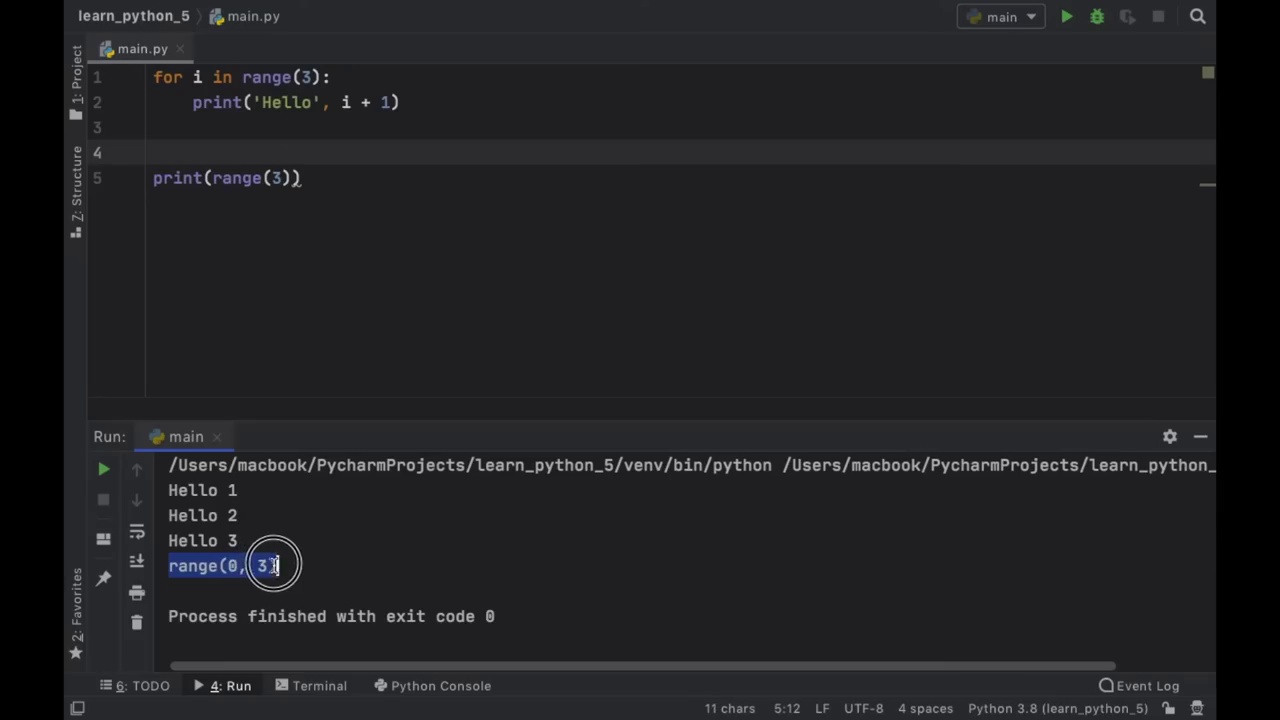 learn_python_5 main.py
main
main.py
1: Project
7: Structure
2: Favorites
1 for i in range(3):
2 print('Hello', i + 1)
3
4
5 print(range(3))
Run: main
/Users/macbook/PycharmProjects/learn_python_5/venv/bin/python /Users/macbook/PycharmProjects/learn_python_
Hello 1
Hello 2
Hello 3
range(0, 3)
Process finished with exit code 0
6: TODO 4: Run Terminal Python Console Event Log
11 chars 5:12 LF UTF-8 4 spaces Python 3.8 (learn_python_5)